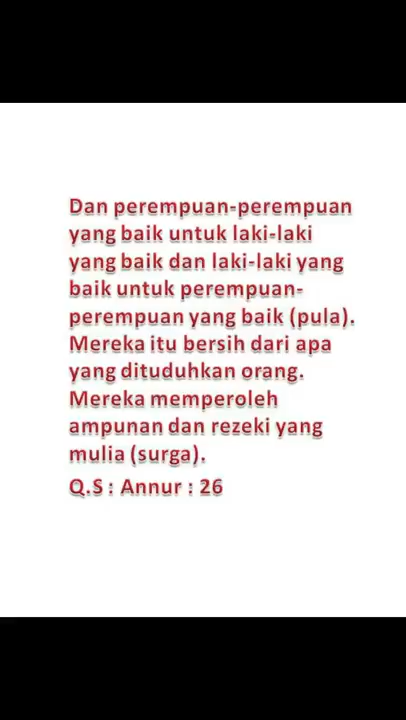 Dan perempuan-perempuan
yang baik untuk laki-laki
yang baik dan laki-laki yang
baik untuk perempuan-
perempuan yang baik (pula).
Mereka itu bersih dari apa
yang dituduhkan orang.
Mereka memperoleh
ampunan dan rezeki yang
mulia (surga).
Q.S : Annur : 26